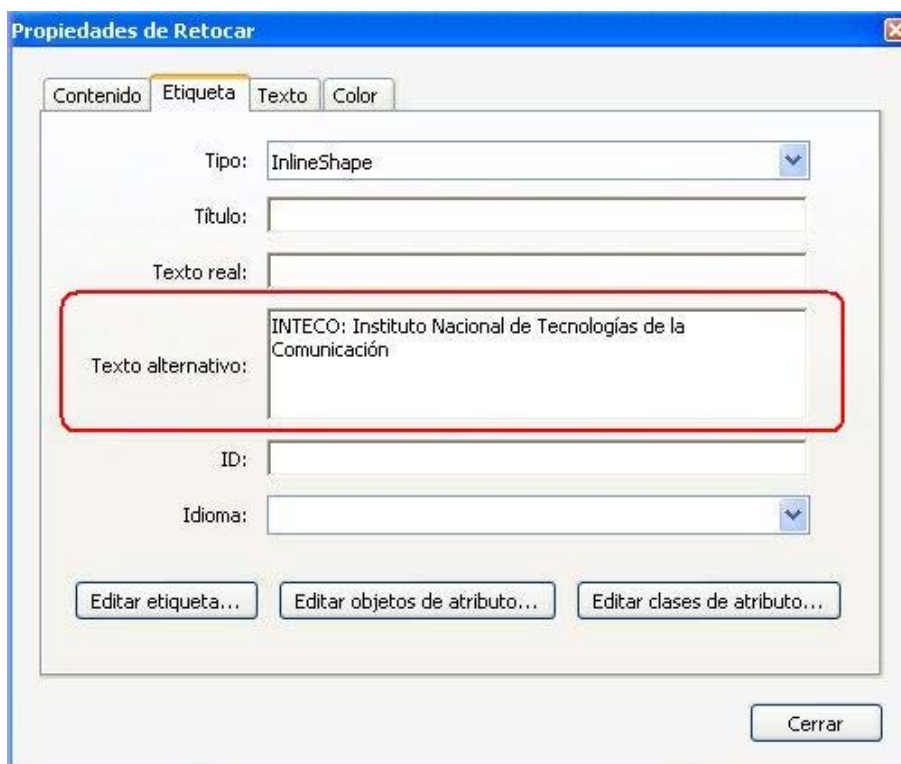 Propiedades de Retocar
Contenido Etiqueta Texto Color
Tipo: InlineShape
Título:
Texto real:
Texto alternativo: INTECO: Instituto Nacional de Tecnologías de la
Comunicación
ID:
Idioma:
Editar etiqueta... Editar objetos de atributo... Editar clases de atributo...
Cerrar